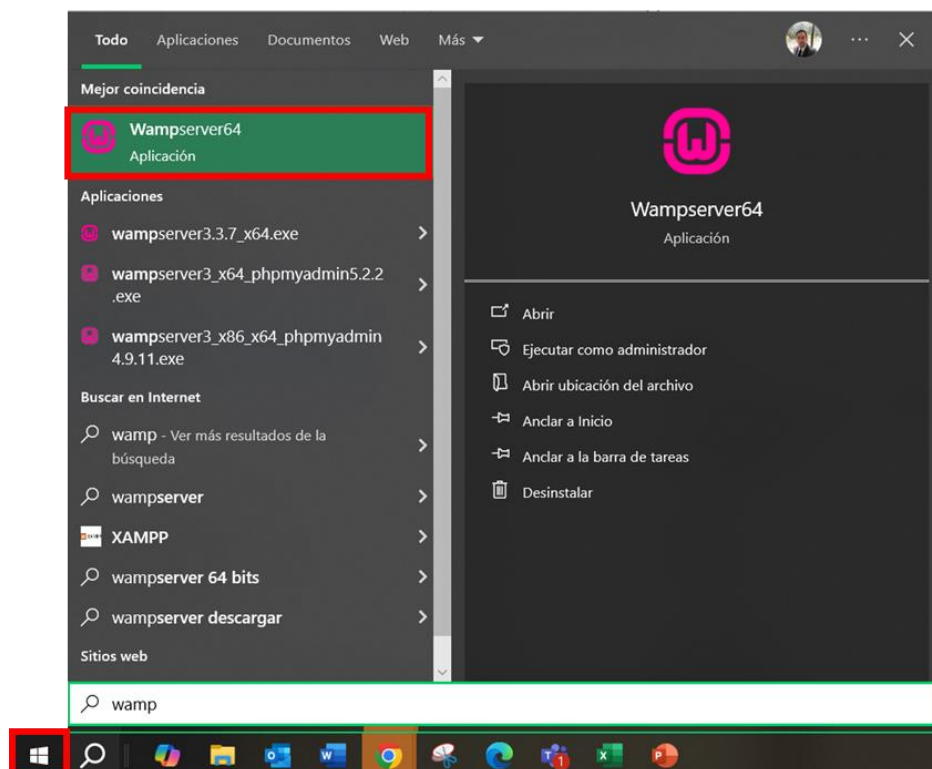 Todo Aplicaciones Documentos Web Más
Mejor coincidencia
Wampserver64
Aplicación
Aplicaciones
wampserver3.3.7_x64.exe
wampserver3_x64_phpmyadmin5.2.2
.exe
wampserver3_x86_x64_phpmyadmin
4.9.11.exe
Buscar en Internet
wamp - Ver más resultados de la
búsqueda
wampserver
XAMPP
wampserver 64 bits
wampserver descargar
Sitios web
wamp
Wampserver64
Aplicación
Abrir
Ejecutar como administrador
Abrir ubicación del archivo
Anclar a Inicio
Anclar a la barra de tareas
Desinstalar
1